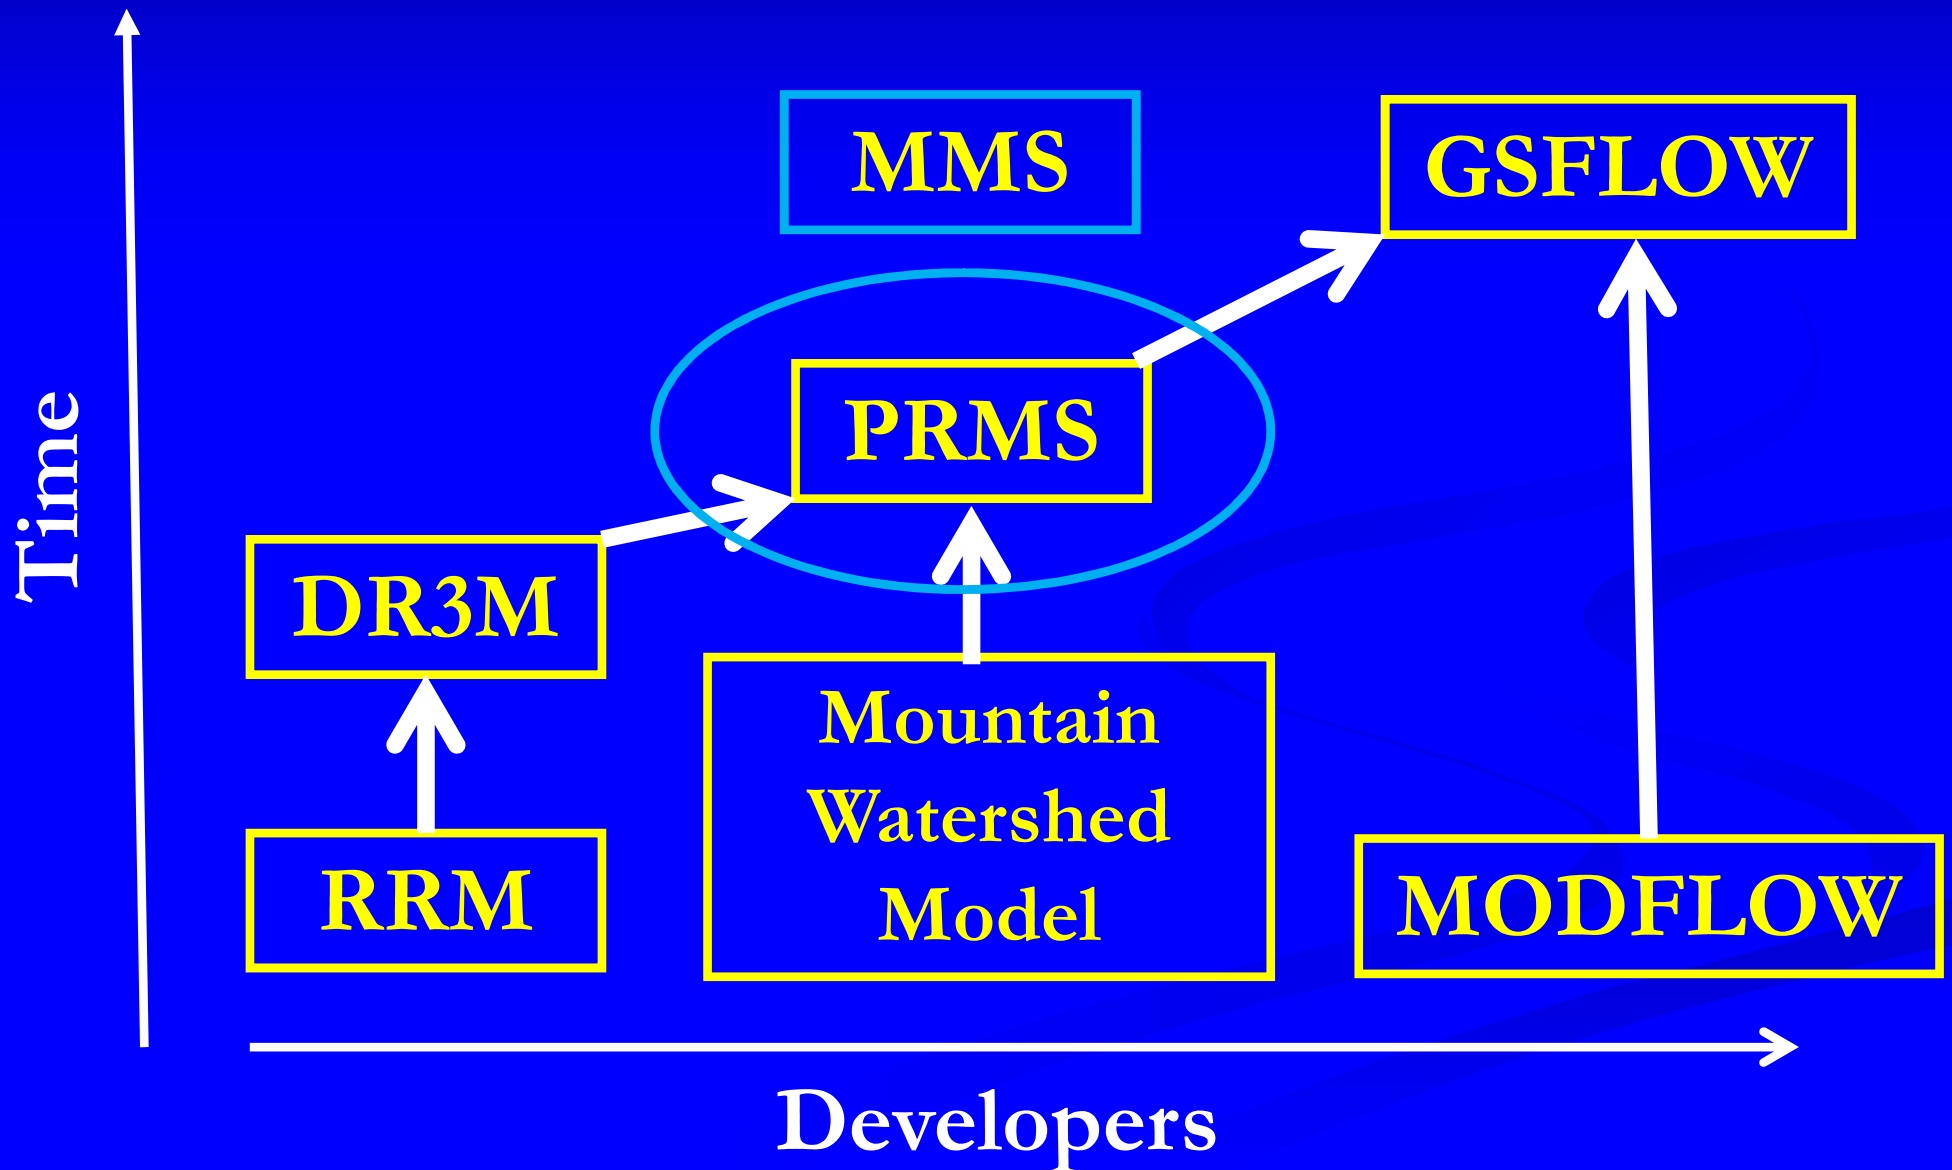 MMS
GSFLOW
PRMS
Time
DR3M
Mountain
Watershed
Model
RRM
MODFLOW
Developers